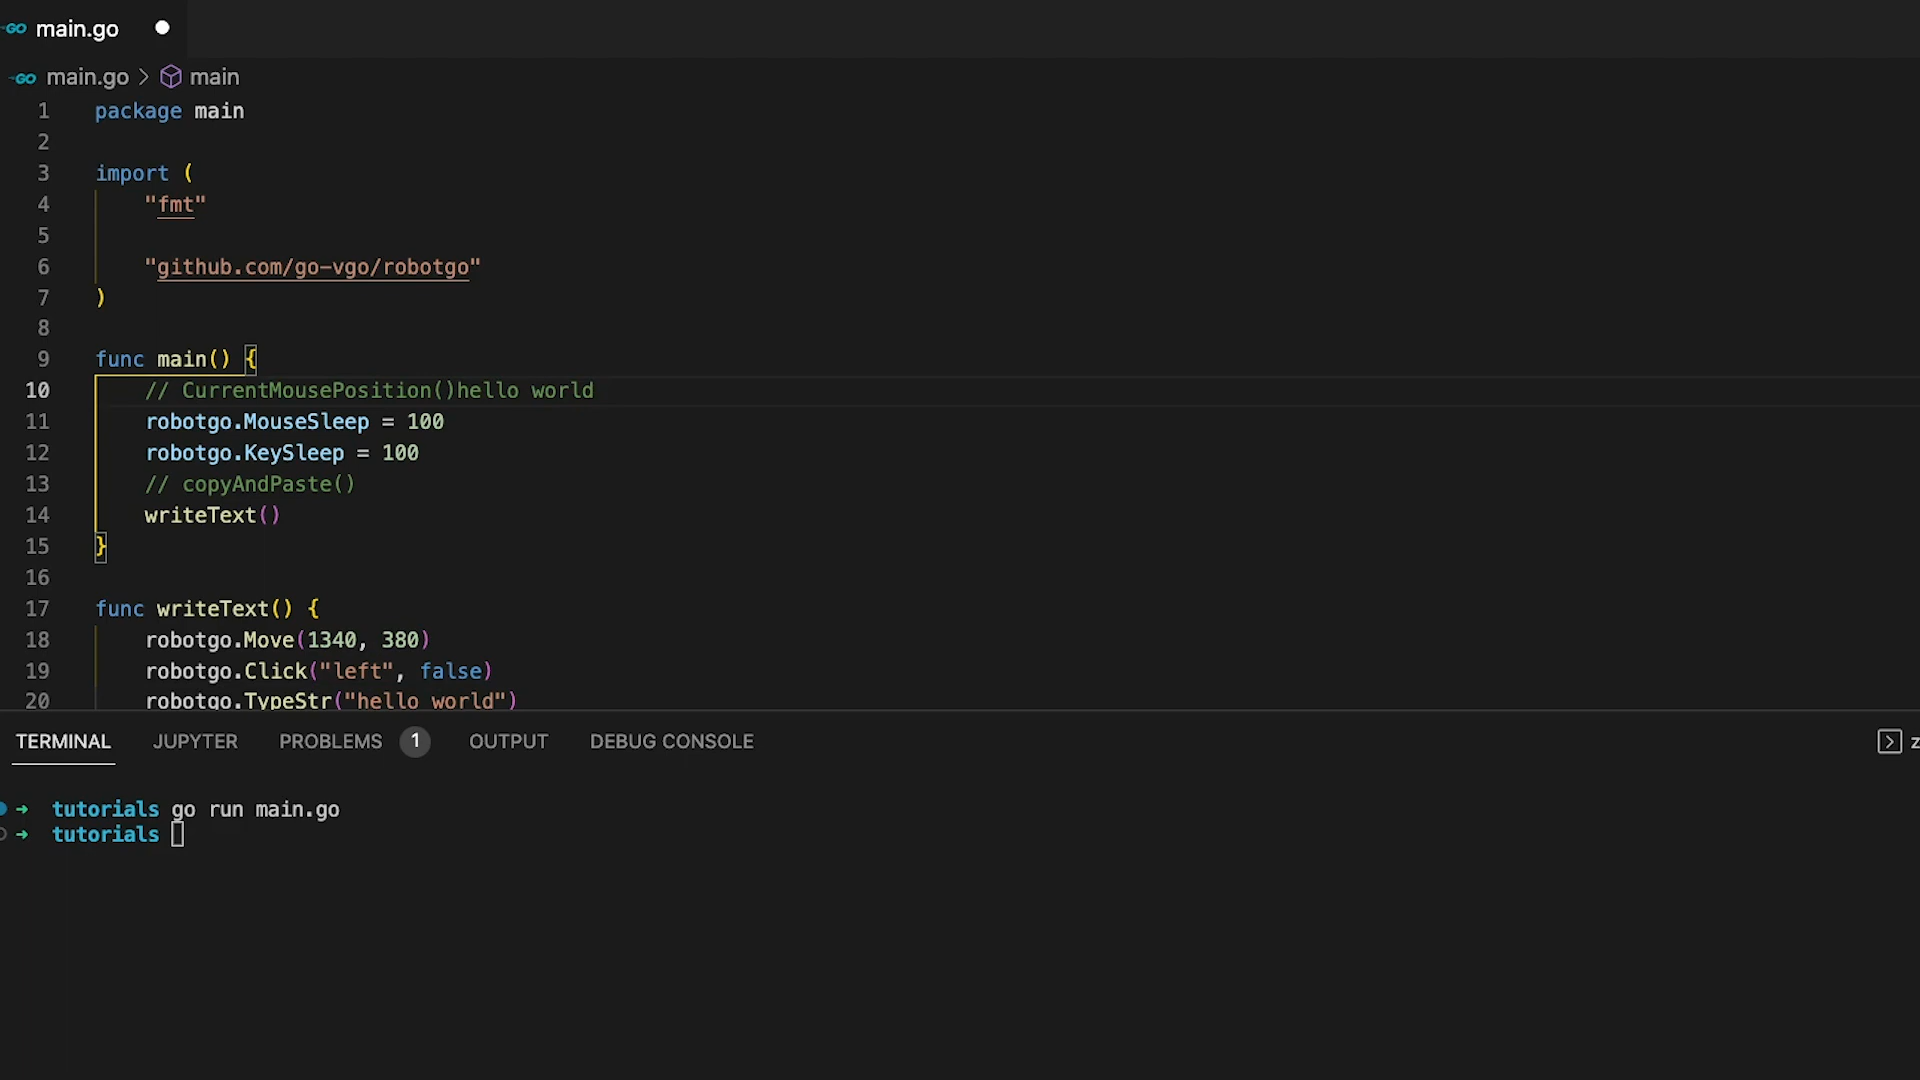 GO main.go
GO main.go > main
1 package main
2
3 import (
4 "fmt"
5
6 "github.com/go-vgo/robotgo"
7 )
8
9 func main() {
10 // CurrentMousePosition()hello world
11 robotgo.MouseSleep = 100
12 robotgo.KeySleep = 100
13 // copyAndPaste()
14 writeText()
15 }
16
17 func writeText() {
18 robotgo.Move(1340, 380)
19 robotgo.Click("left", false)
20 robotgo.TypeStr("hello world")
TERMINAL JUPYTER PROBLEMS 1 OUTPUT DEBUG CONSOLE z
→ tutorials go run main.go
→ tutorials